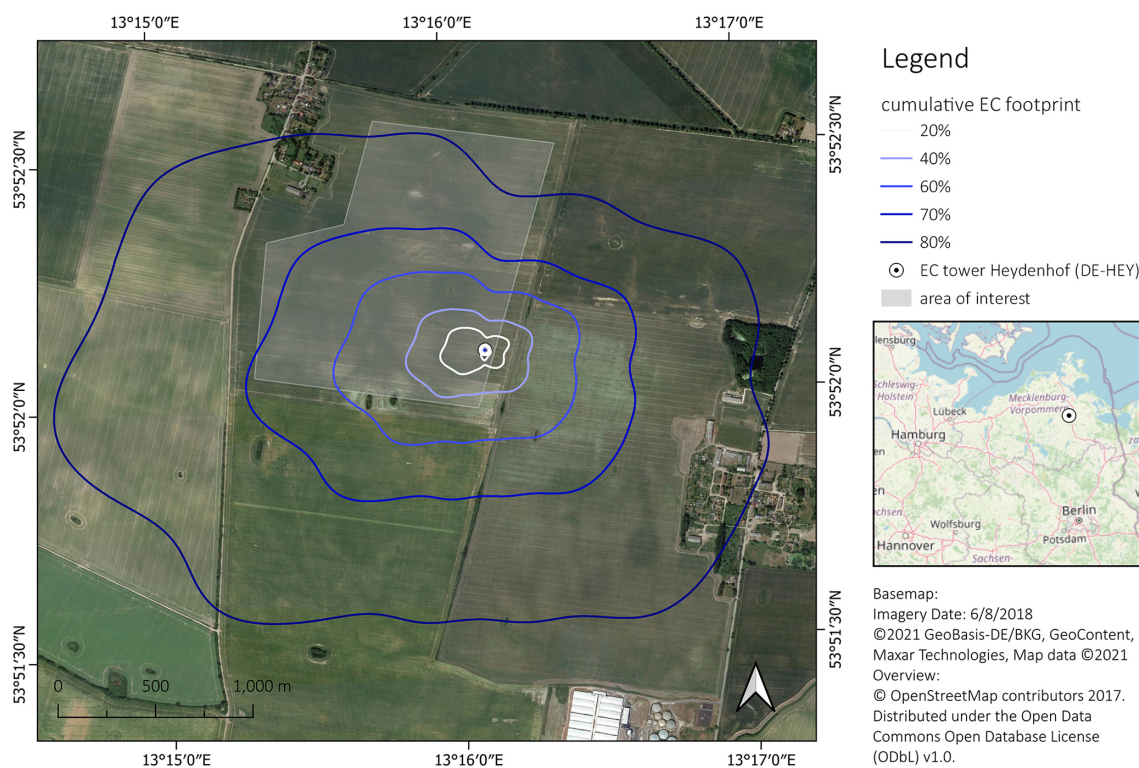 13°15′0″E
13°16′0″E
13°17′0″E
53°52′30″N
53°52′0″N
53°51′30″N
53°52′30″N
53°52′0″N
53°51′30″N
0 500 1,000 m
13°15′0″E
13°16′0″E
13°17′0″E
Legend
cumulative EC footprint
20%
40%
60%
70%
80%
EC tower Heydenhof (DE-HEY)
area of interest
lensburg
Schleswig-
Holstein
Mecklenburg-
Vorpommern
Lübeck
Hamburg
en
en
chsen
Berlin
Wolfsburg
Potsdam
Hannover
Sachsen-
Basemap:
Imagery Date: 6/8/2018
©2021 GeoBasis-DE/BKG, GeoContent,
Maxar Technologies, Map data ©2021
Overview:
© OpenStreetMap contributors 2017.
Distributed under the Open Data
Commons Open Database License
(ODbL) v1.0.